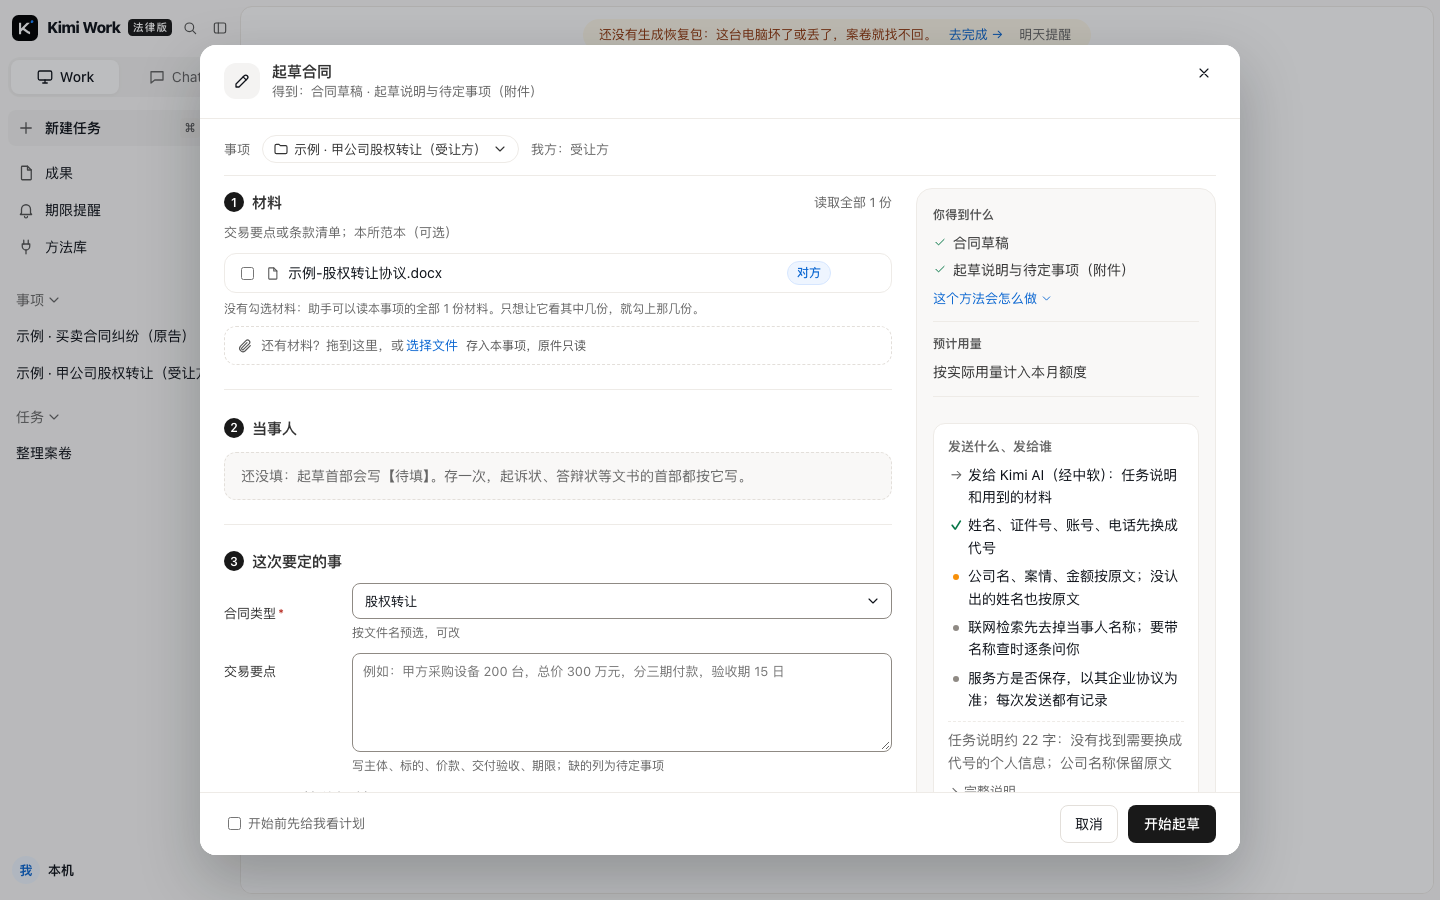 Kimi Work 法律版
还没有生成恢复包：这台电脑坏了或丢了，案卷就找不回。 去完成 → 明天提醒
Work
Chat
新建任务 ⌘
成果
期限提醒
方法库
事项
示例 · 买卖合同纠纷（原告）
示例 · 甲公司股权转让（受让
任务
整理案卷
我 本机
起草合同
得到：合同草稿 · 起草说明与待定事项（附件）
事项 示例 · 甲公司股权转让（受让方） 我方：受让方
1 材料 读取全部 1 份
交易要点或条款清单；本所范本（可选）
示例-股权转让协议.docx 对方
没有勾选材料：助手可以读本事项的全部 1 份材料。只想让它看其中几份，就勾上那几份。
还有材料？拖到这里，或 选择文件 存入本事项，原件只读
2 当事人
还没填：起草首部会写【待填】。存一次，起诉状、答辩状等文书的首部都按它写。
3 这次要定的事
合同类型 *
股权转让
按文件名预选，可改
交易要点
例如：甲方采购设备 200 台，总价 300 万元，分三期付款，验收期 15 日
写主体、标的、价款、交付验收、期限；缺的列为待定事项
你得到什么
合同草稿
起草说明与待定事项（附件）
这个方法会怎么做
预计用量
按实际用量计入本月额度
发送什么、发给谁
→ 发给 Kimi AI（经中软）：任务说明
和用到的材料
姓名、证件号、账号、电话先换成
代号
公司名、案情、金额按原文；没认
出的姓名也按原文
联网检索先去掉当事人名称；要带
名称查时逐条问你
服务方是否保存，以其企业协议为
准；每次发送都有记录
任务说明约 22 字：没有找到需要换成
代号的个人信息；公司名称保留原文
完整说明
开始前先给我看计划
取消
开始起草